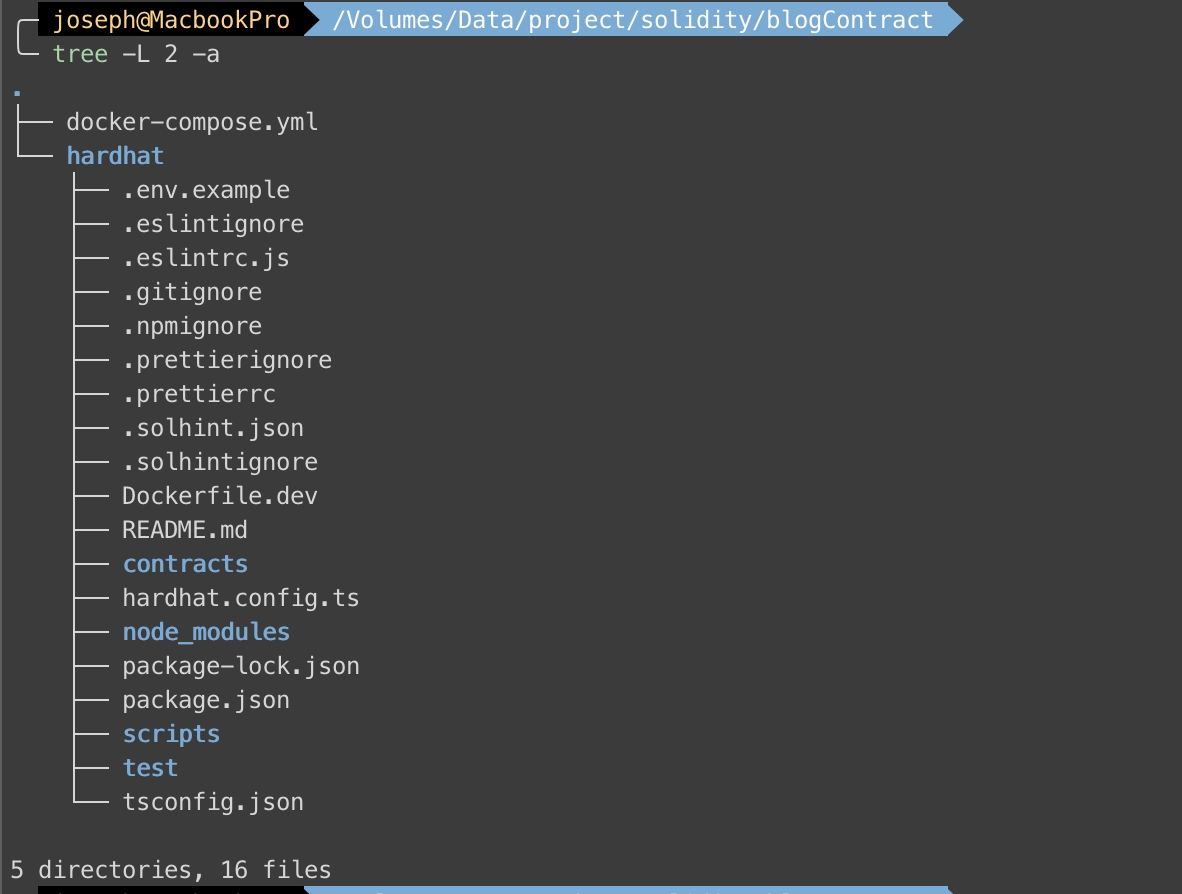 joseph@MacbookPro /Volumes/Data/project/solidity/blogContract
tree -L 2 -a
.
├── docker-compose.yml
└── hardhat
    ├── .env.example
    ├── .eslintignore
    ├── .eslintrc.js
    ├── .gitignore
    ├── .npmignore
    ├── .prettierignore
    ├── .prettierrc
    ├── .solhint.json
    ├── .solhintignore
    ├── Dockerfile.dev
    ├── README.md
    ├── contracts
    ├── hardhat.config.ts
    ├── node_modules
    ├── package-lock.json
    ├── package.json
    ├── scripts
    ├── test
    └── tsconfig.json
5 directories, 16 files